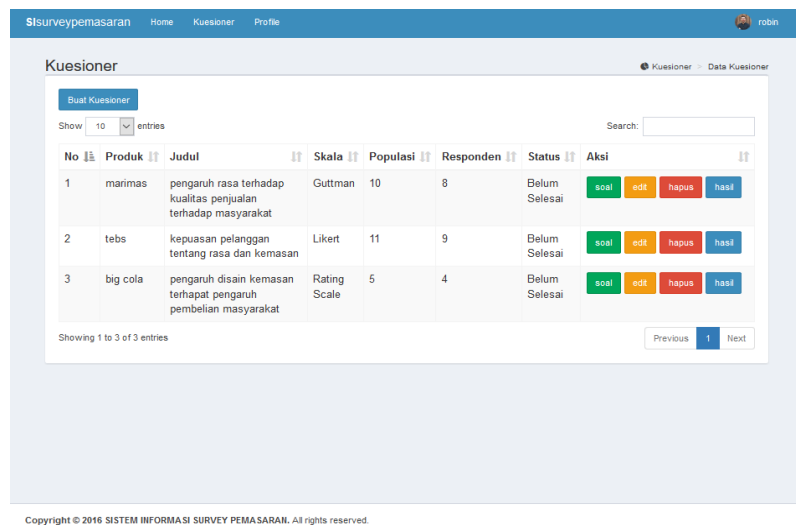 SIsurveypemasaran Home Kuesioner Profile robin
Kuesioner
Kuesioner > Data Kuesioner
Buat Kuesioner
Show 10 entries Search:
No Produk Judul Skala Populasi Responden Status Aksi
1 marimas pengaruh rasa terhadap Guttman 10 8 Belum soal edit hapus hasil
kualitas penjualan Selesai
terhadap masyarakat
2 tebs kepuasan pelanggan Likert 11 9 Belum soal edit hapus hasil
tentang rasa dan kemasan Selesai
3 big cola pengaruh disain kemasan Rating 5 4 Belum soal edit hapus hasil
terhapat pengaruh Scale Selesai
pembelian masyarakat
Showing 1 to 3 of 3 entries Previous 1 Next
Copyright © 2016 SISTEM INFORMASI SURVEY PEMASARAN. All rights reserved.